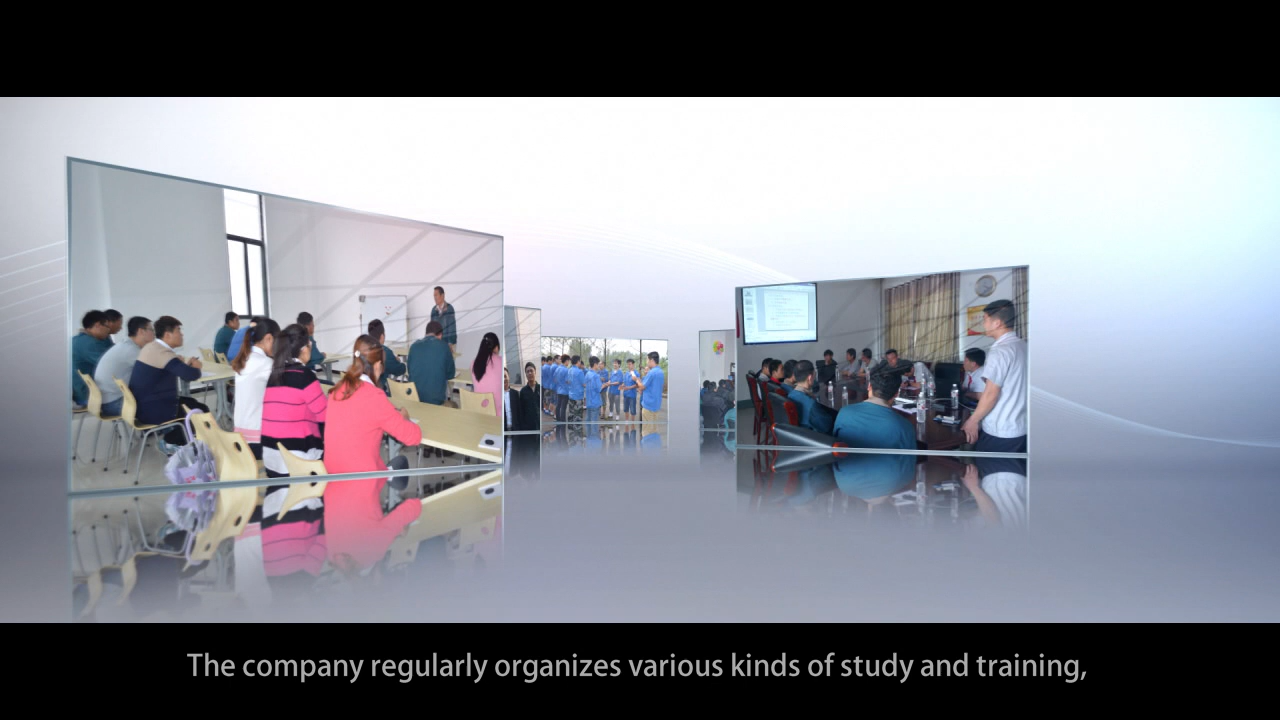 The company regularly organizes various kinds of study and training,